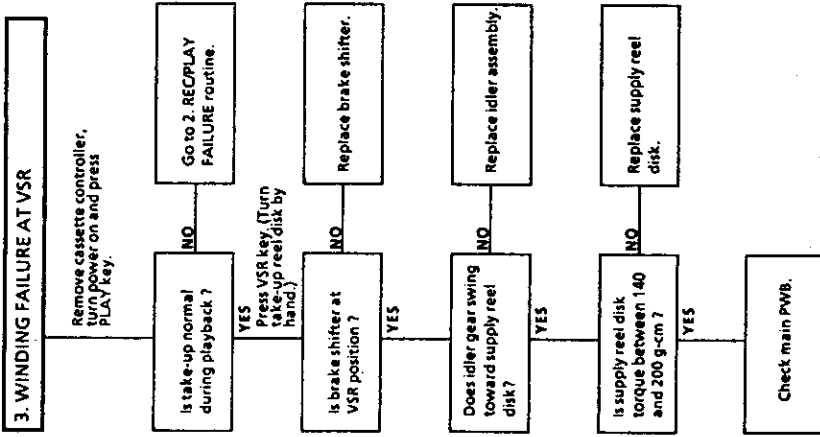 3. WINDING FAILURE AT VSR
Remove cassette controller,
turn power on and press
PLAY key.
Is take-up normal
during playback ?
NO
Go to 2. REC/PLAY
FAILURE routine.
YES
Press VSR key. (Turn
take-up reel disk by
hand.)
Is brake shifter at
VSR position ?
NO
Replace brake shifter.
YES
Does idler gear swing
toward supply reel
disk?
NO
Replace idler assembly.
YES
Is supply reel disk
torque between 140
and 200 g-cm ?
NO
Replace supply reel
disk.
YES
Check main PWB.